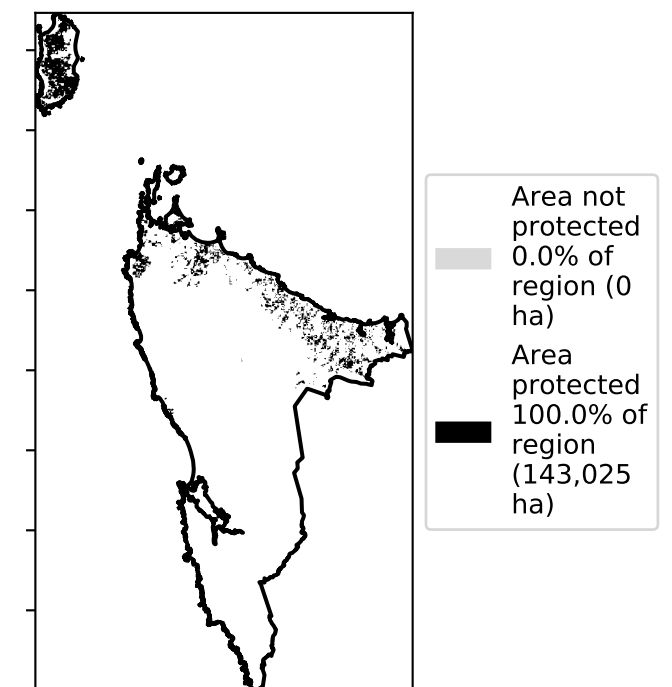 Area not
protected
0.0% of
region (0
ha)
Area
protected
100.0% of
region
(143,025
ha)